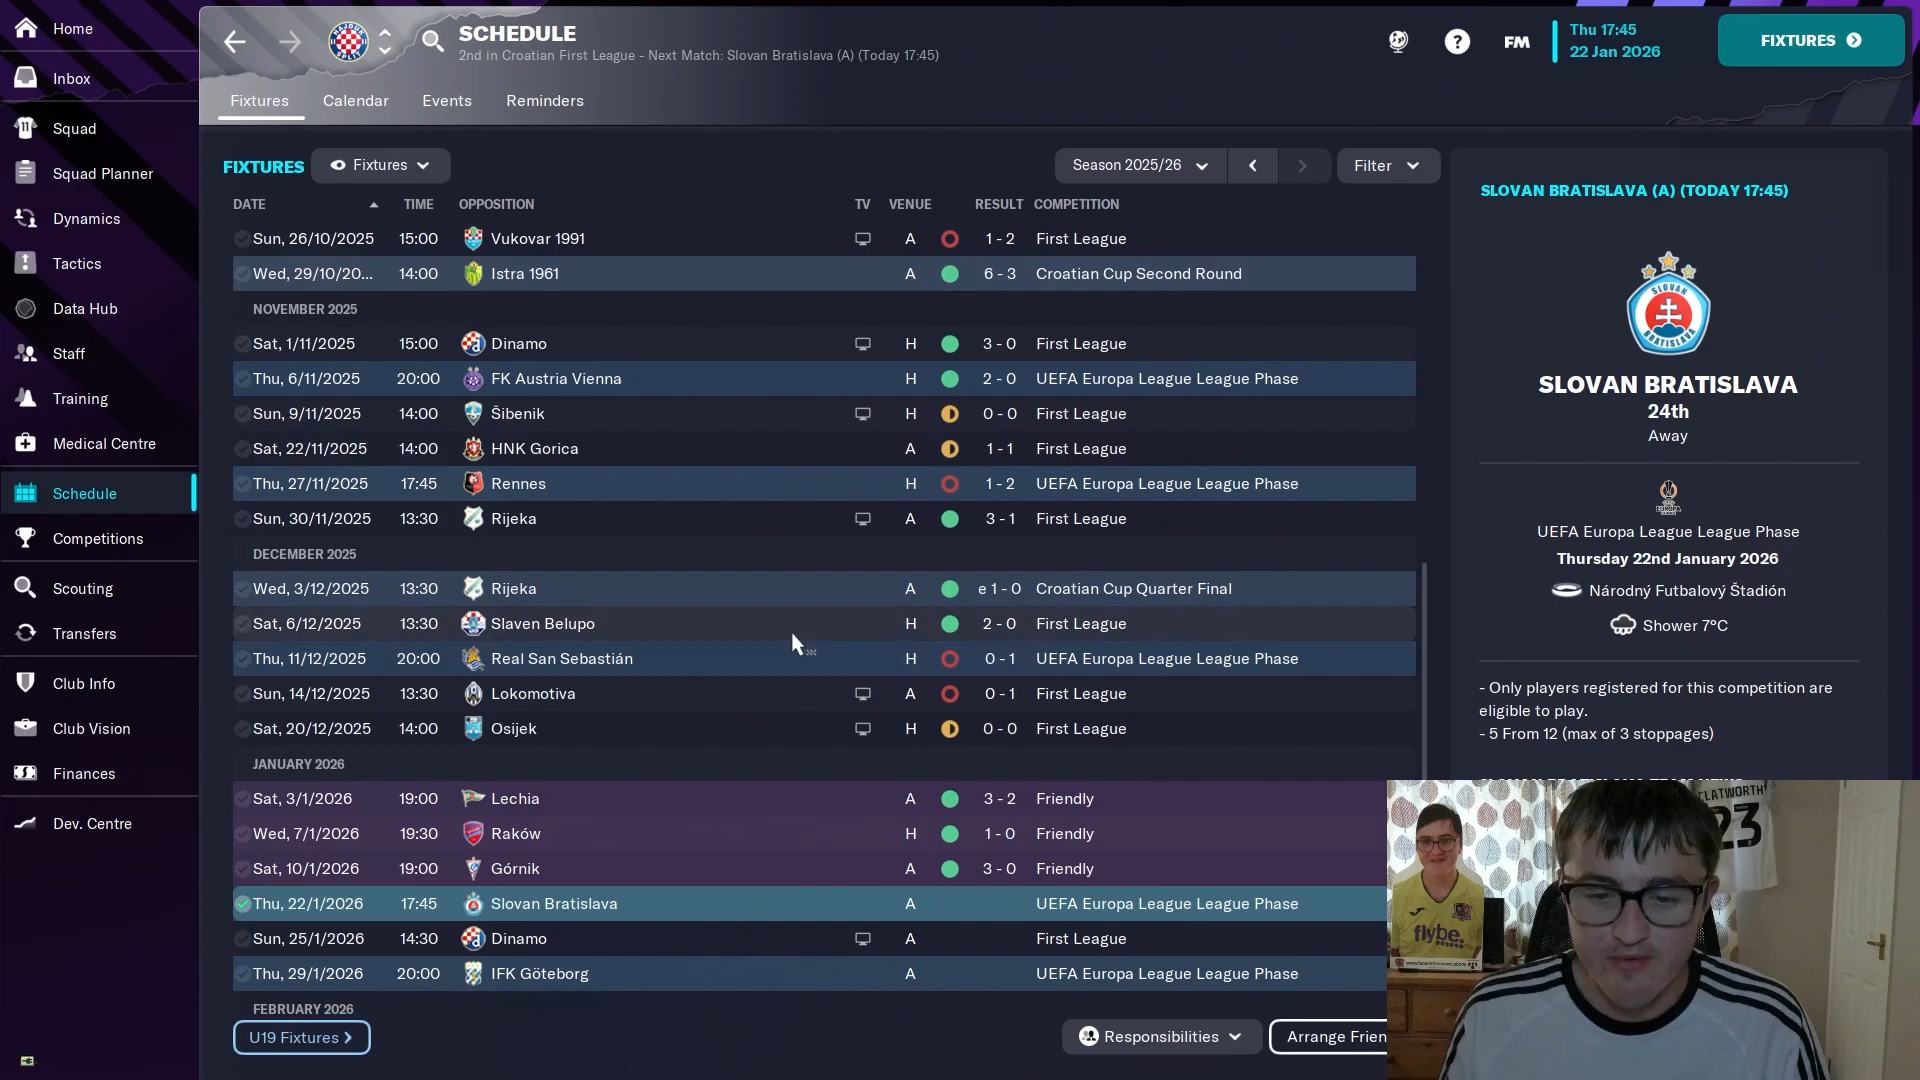 Home
Inbox
Squad
Squad Planner
Dynamics
Tactics
Data Hub
Staff
Training
Medical Centre
Schedule
Competitions
Scouting
Transfers
Club Info
Club Vision
Finances
Dev. Centre
SCHEDULE
2nd in Croatian First League - Next Match: Slovan Bratislava (A) (Today 17:45)
FM
Thu 17:45
22 Jan 2026
FIXTURES
Fixtures Calendar Events Reminders
FIXTURES Fixtures Season 2025/26 Filter
DATE TIME OPPOSITION TV VENUE RESULT COMPETITION
Sun, 26/10/2025 15:00 Vukovar 1991 A 1 - 2 First League
Wed, 29/10/20... 14:00 Istra 1961 A 6 - 3 Croatian Cup Second Round
NOVEMBER 2025
Sat, 1/11/2025 15:00 Dinamo H 3 - 0 First League
Thu, 6/11/2025 20:00 FK Austria Vienna H 2 - 0 UEFA Europa League League Phase
Sun, 9/11/2025 14:00 Šibenik H 0 - 0 First League
Sat, 22/11/2025 14:00 HNK Gorica A 1 - 1 First League
Thu, 27/11/2025 17:45 Rennes H 1 - 2 UEFA Europa League League Phase
Sun, 30/11/2025 13:30 Rijeka A 3 - 1 First League
DECEMBER 2025
Wed, 3/12/2025 13:30 Rijeka A e 1 - 0 Croatian Cup Quarter Final
Sat, 6/12/2025 13:30 Slaven Belupo H 2 - 0 First League
Thu, 11/12/2025 20:00 Real San Sebastián H 0 - 1 UEFA Europa League League Phase
Sun, 14/12/2025 13:30 Lokomotiva A 0 - 1 First League
Sat, 20/12/2025 14:00 Osijek H 0 - 0 First League
JANUARY 2026
Sat, 3/1/2026 19:00 Lechia A 3 - 2 Friendly
Wed, 7/1/2026 19:30 Raków H 1 - 0 Friendly
Sat, 10/1/2026 19:00 Górnik A 3 - 0 Friendly
Thu, 22/1/2026 17:45 Slovan Bratislava A UEFA Europa League League Phase
Sun, 25/1/2026 14:30 Dinamo A First League
Thu, 29/1/2026 20:00 IFK Göteborg A UEFA Europa League League Phase
FEBRUARY 2026
U19 Fixtures Responsibilities Arrange Frien
SLOVAN BRATISLAVA (A) (TODAY 17:45)
SLOVAN
BRATISLAVA
SLOVAN BRATISLAVA
24th
Away
UEFA Europa League League Phase
Thursday 22nd January 2026
Národný Futbalový Štadión
Shower 7°C
- Only players registered for this competition are
eligible to play.
- 5 From 12 (max of 3 stoppages)
CLATWORTH
23
flybe.